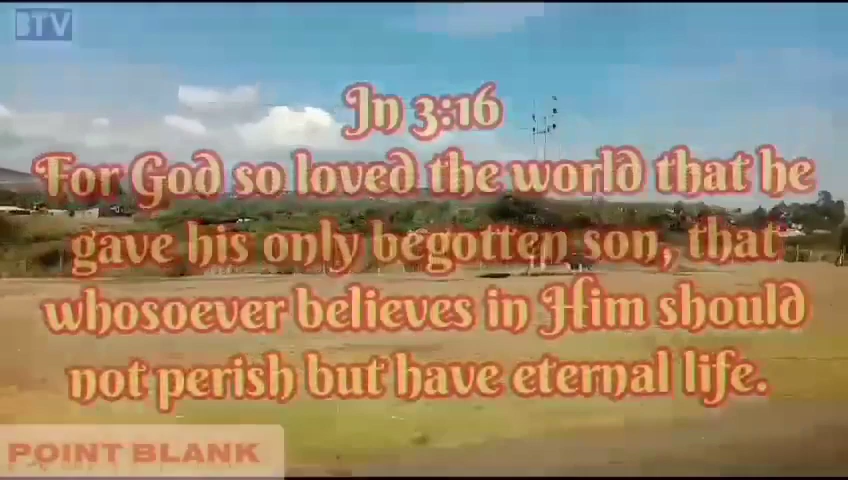 BTV
Jn 3:16
For God so loved the world that he
gave his only begotten son, that
whosoever believes in Him should
not perish but have eternal life.
POINT BLANK